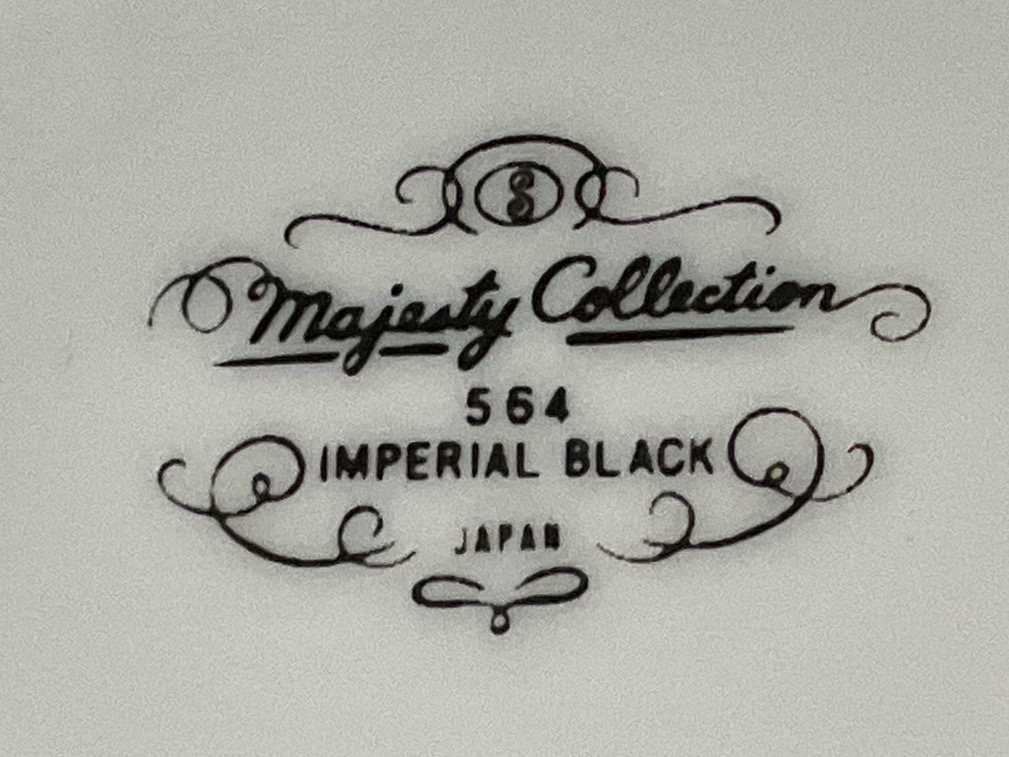 S
Majesty Collection
564
IMPERIAL BLACK
JAPAN